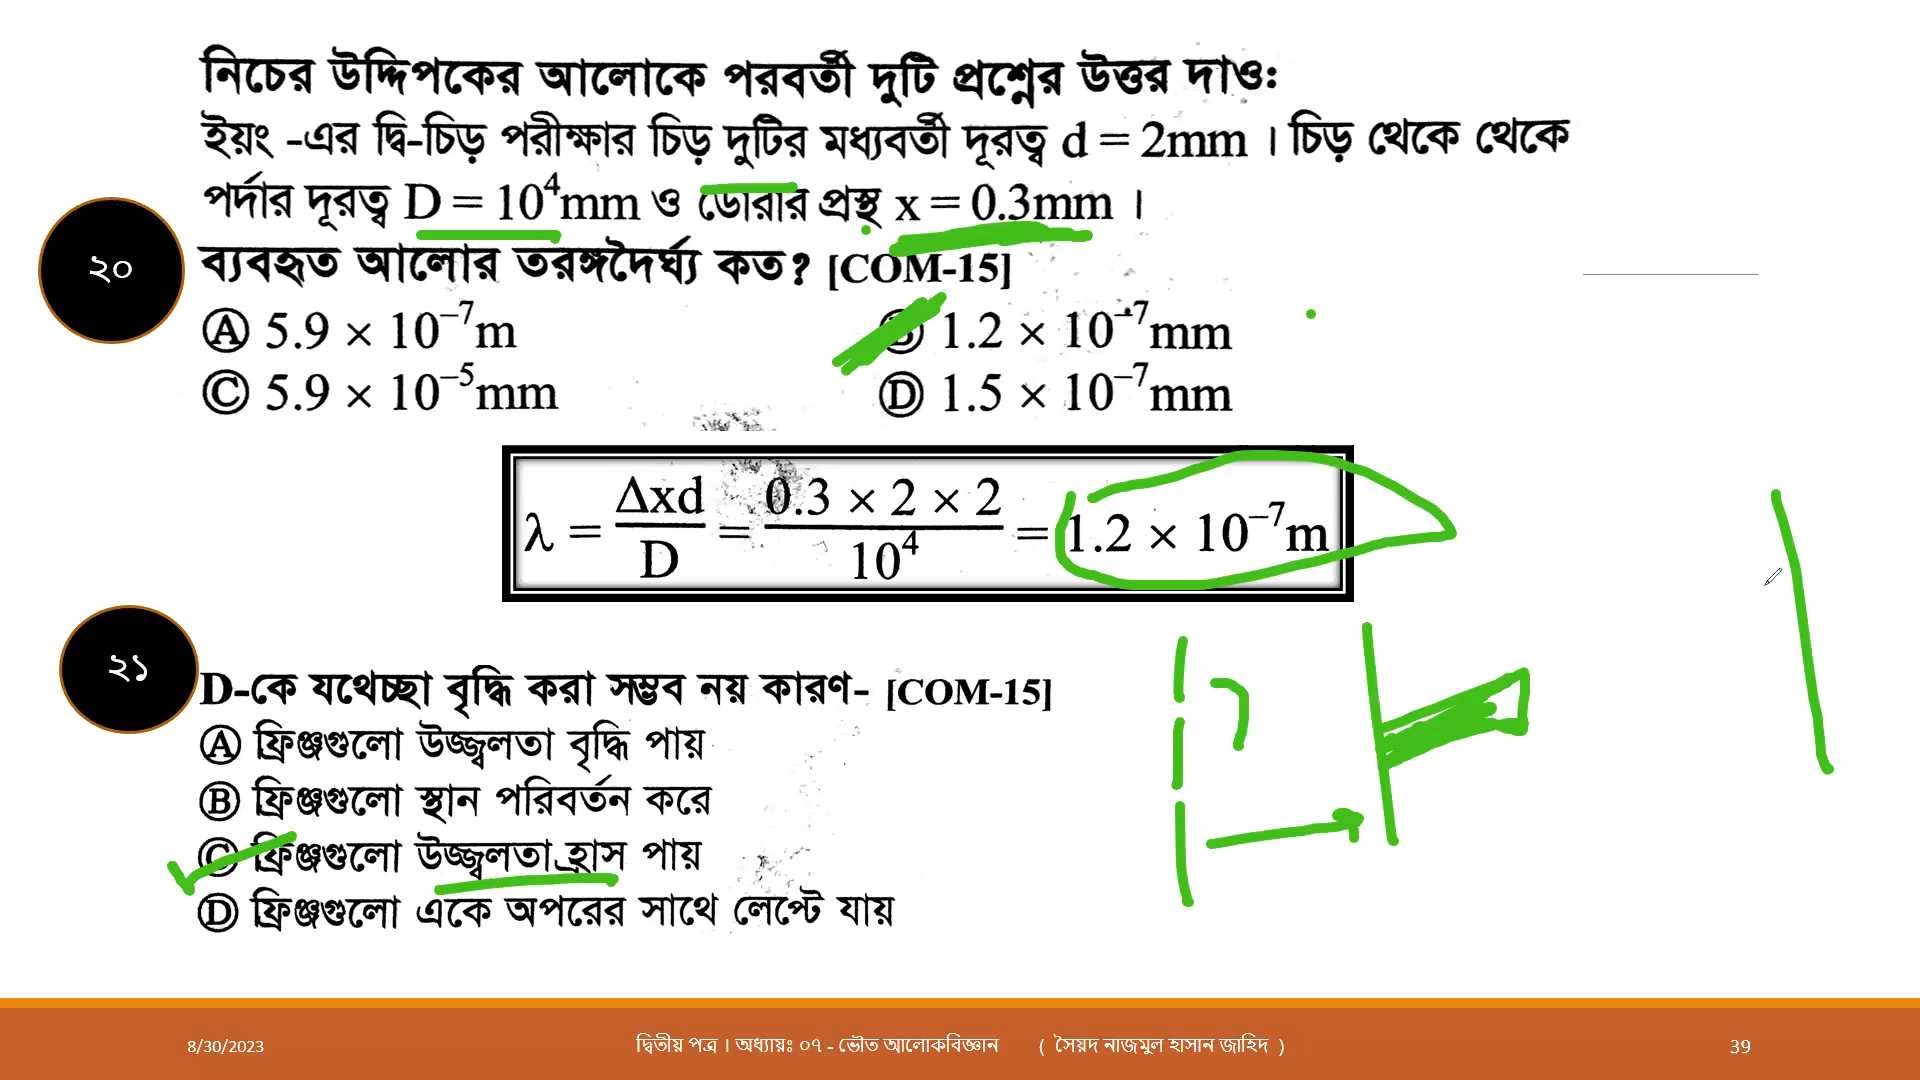 নিচের উদ্দিপকের আলোকে পরবর্তী দুটি প্রশ্নের উত্তর দাও:
ইয়ং -এর দ্বি-চিড় পরীক্ষার চিড় দুটির মধ্যবর্তী দূরত্ব d = 2mm । চিড় থেকে থেকে
পর্দার দূরত্ব D = 10⁴mm ও ডোরার প্রস্থ x = 0.3mm ।
২০
ব্যবহৃত আলোর তরঙ্গদৈর্ঘ্য কত? [COM-15]
Ⓐ 5.9 × 10⁻⁷m Ⓑ 1.2 × 10⁻⁷mm
Ⓒ 5.9 × 10⁻⁵mm Ⓓ 1.5 × 10⁻⁷mm
λ = Δxd/D = 0.3 × 2 × 2/10⁴ = 1.2 × 10⁻⁷m
২১
D-কে যথেচ্ছা বৃদ্ধি করা সম্ভব নয় কারণ- [COM-15]
Ⓐ ফ্রিঞ্জগুলো উজ্জ্বলতা বৃদ্ধি পায়
Ⓑ ফ্রিঞ্জগুলো স্থান পরিবর্তন করে
Ⓒ ফ্রিঞ্জগুলো উজ্জ্বলতা হ্রাস পায়
Ⓓ ফ্রিঞ্জগুলো একে অপরের সাথে লেপ্টে যায়
8/30/2023 দ্বিতীয় পত্র । অধ্যায়ঃ ০৭ - ভৌত আলোকবিজ্ঞান ( সৈয়দ নাজমুল হাসান জাহিদ ) 39